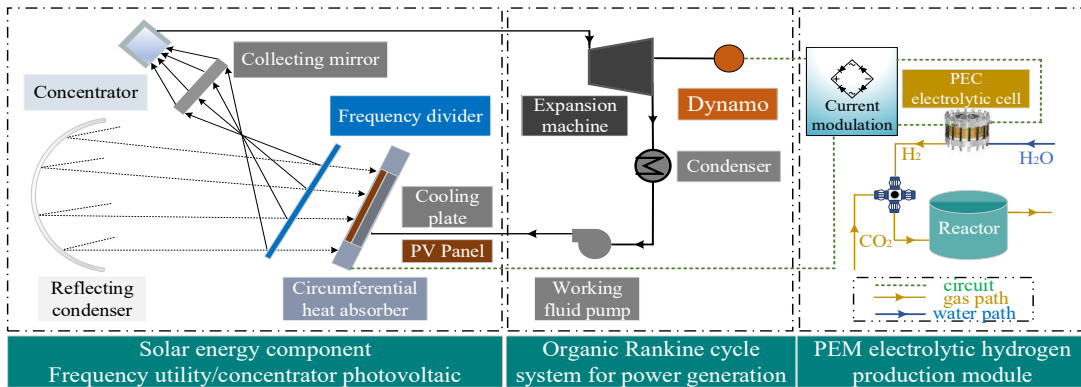 Collecting mirror
Concentrator
Frequency divider
Cooling
plate
PV Panel
Reflecting
condenser
Circumferential
heat absorber
Expansion
machine
Dynamo
Condenser
Working
fluid pump
Current
modulation
PEC
electrolytic cell
H2
H2O
CO2
Reactor
circuit
gas path
water path
Solar energy component
Frequency utility/concentrator photovoltaic
Organic Rankine cycle
system for power generation
PEM electrolytic hydrogen
production module